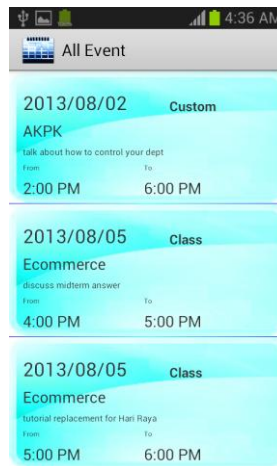 4:36 AM
All Event
2013/08/02 Custom
AKPK
talk about how to control your dept
From To
2:00 PM 6:00 PM
2013/08/05 Class
Ecommerce
discuss midterm answer
From To
4:00 PM 5:00 PM
2013/08/05 Class
Ecommerce
tutorial replacement for Hari Raya
From To
5:00 PM 6:00 PM